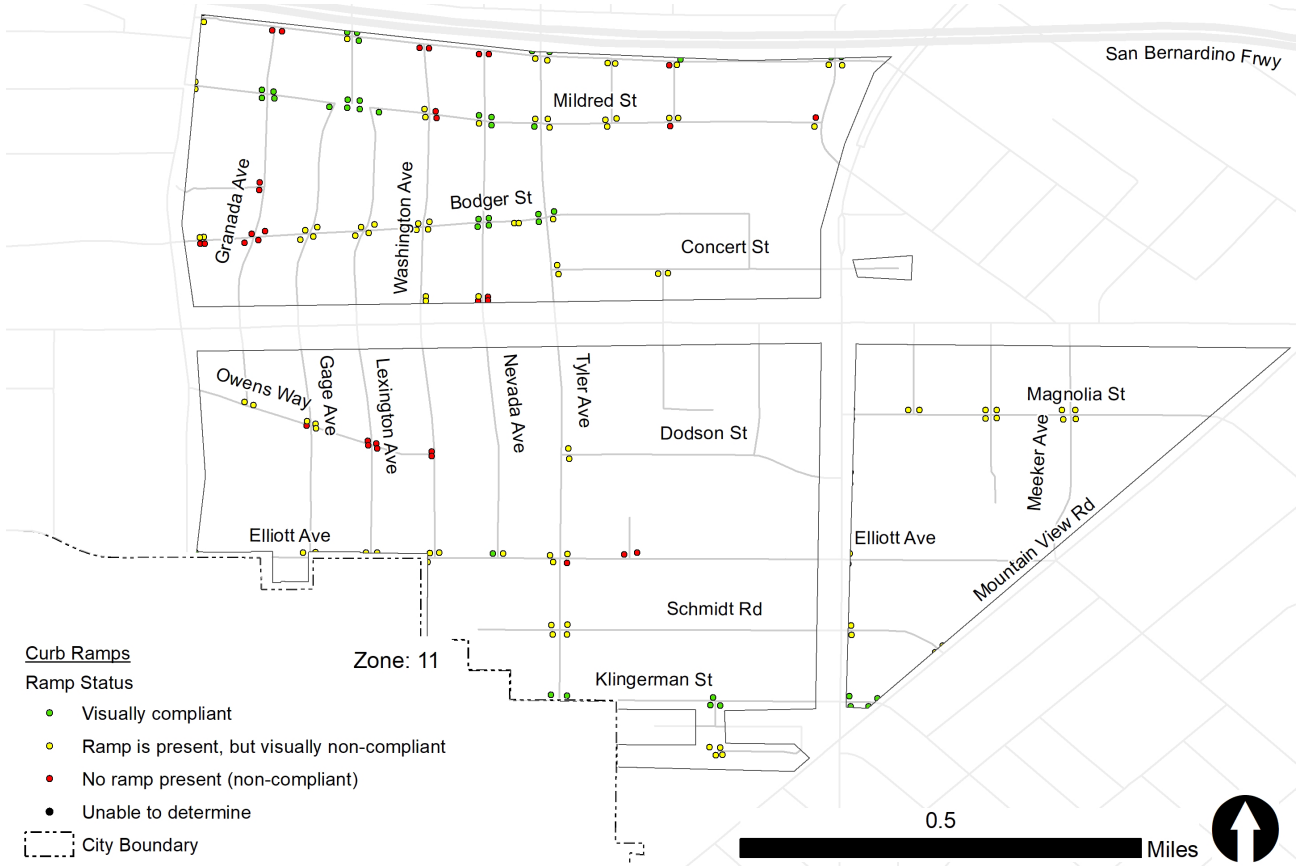 San Bernardino Frwy
Mildred St
Granada Ave
Washington Ave
Bodger St
Concert St
Owens Way
Gage Ave
Lexington Ave
Nevada Ave
Tyler Ave
Dodson St
Magnolia St
Meeker Ave
Elliott Ave
Elliott Ave
Mountain View Rd
Schmidt Rd
Klingerman St
Zone: 11
Curb Ramps
Ramp Status
Visually compliant
Ramp is present, but visually non-compliant
No ramp present (non-compliant)
Unable to determine
City Boundary
0.5
Miles